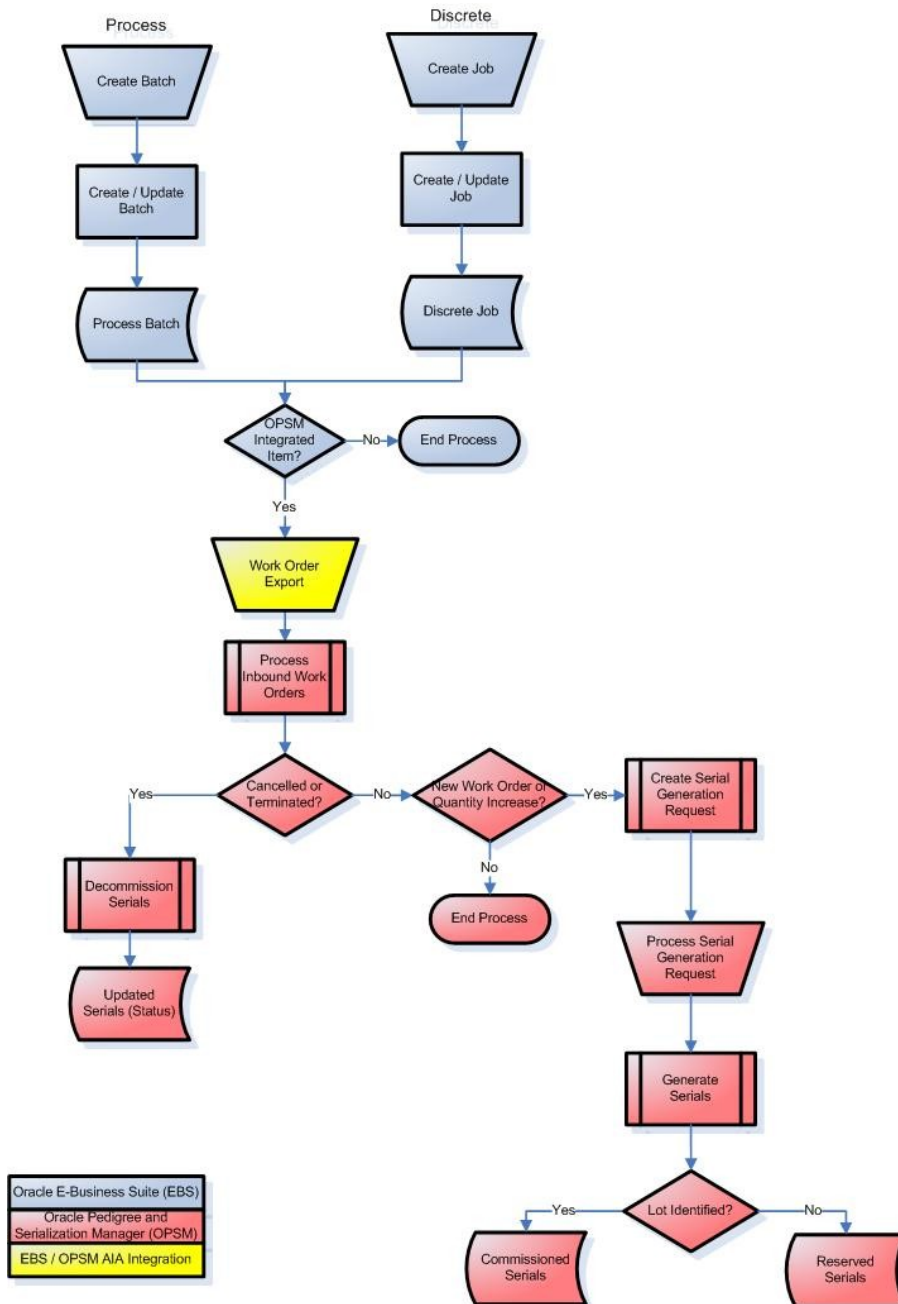 Process
Discrete
Create Batch
Create Job
Create / Update
Batch
Create / Update
Job
Process Batch
Discrete Job
OPSM
Integrated
Item?
No
End Process
Yes
Work Order
Export
Process
Inbound Work
Orders
Cancelled or
Terminated?
Yes
No
New Work Order or
Quantity Increase?
Yes
Create Serial
Generation
Request
No
Decommission
Serials
End Process
Process Serial
Generation
Request
Updated
Serials (Status)
Generate
Serials
Lot Identified?
Yes
No
Commissioned
Serials
Reserved
Serials
Oracle E-Business Suite (EBS)
Oracle Pedigree and
Serialization Manager (OPSM)
EBS / OPSM AIA Integration